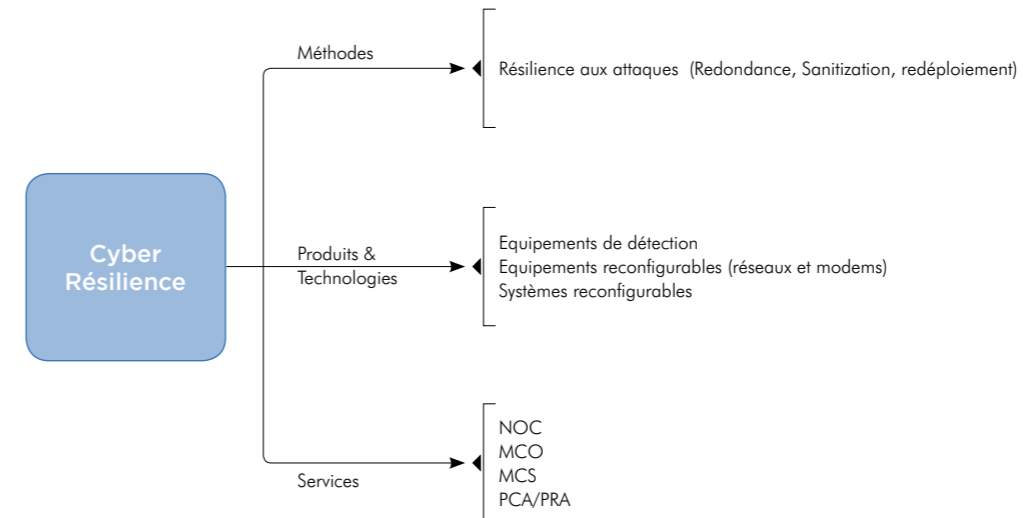 Cyber
Résilience
Méthodes
Résilience aux attaques (Redondance, Sanitization, redéploiement)
Produits &
Technologies
Equipements de détection
Equipements reconfigurables (réseaux et modems)
Systèmes reconfigurables
Services
NOC
MCO
MCS
PCA/PRA